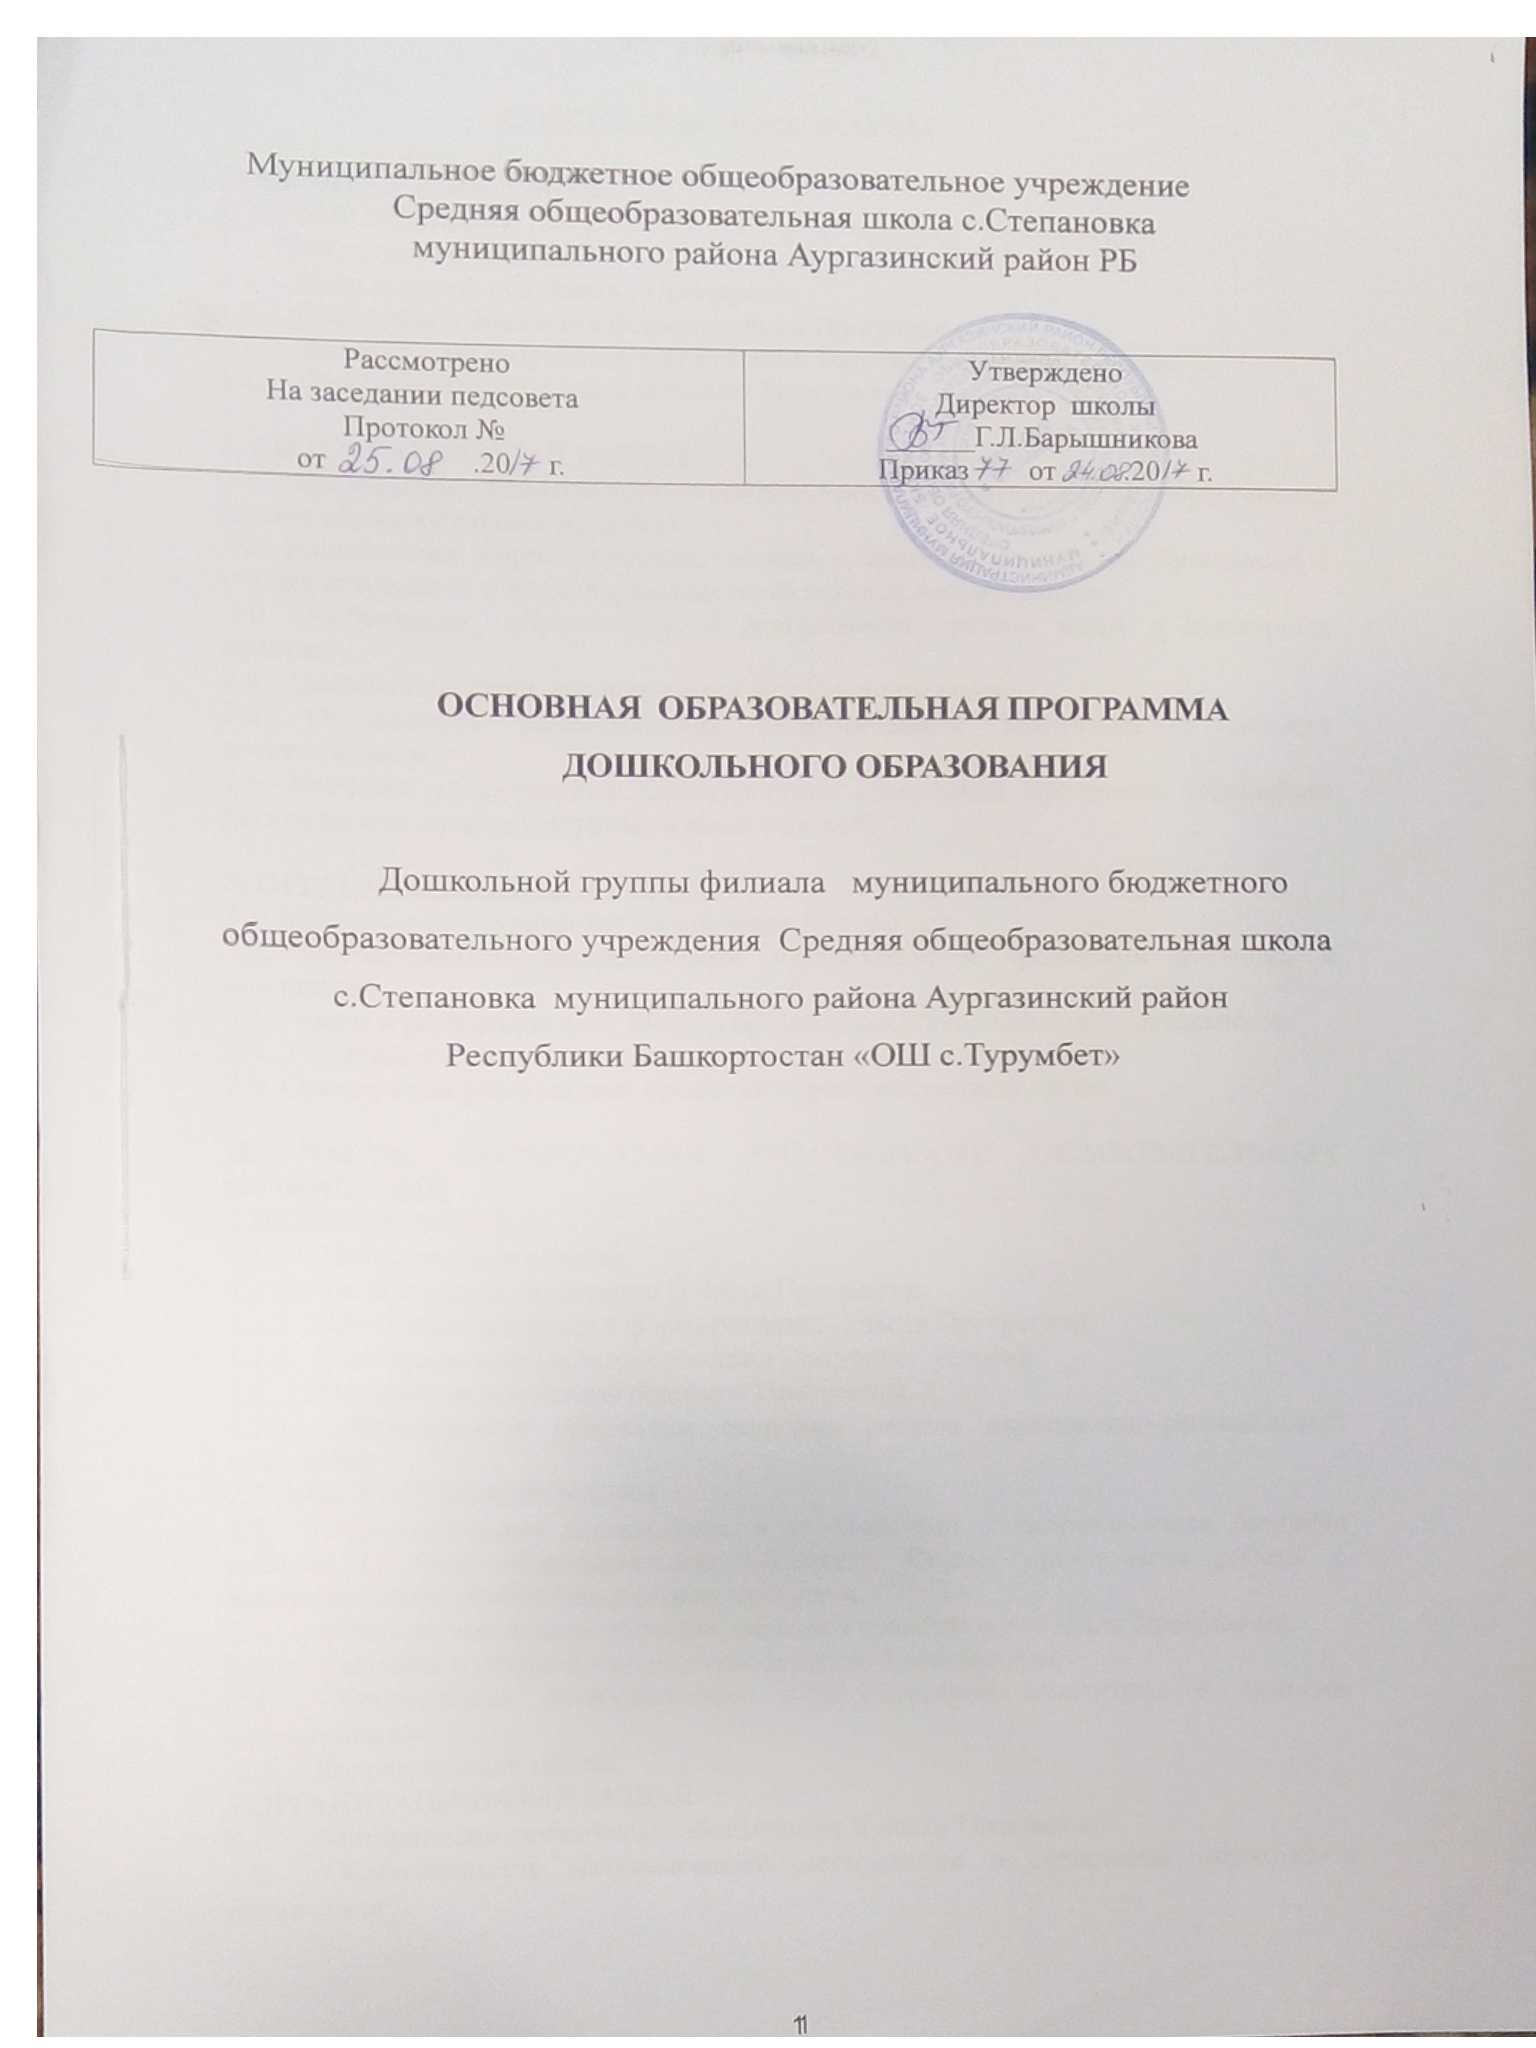 Муниципальное бюджетное общеобразовательное учреждение
Средняя общеобразовательная школа с.Степановка
муниципального района Аургазинский район РБ
Рассмотрено
На заседании педсовета
Протокол №
от 25.08 .2017 г.
Утверждено
Директор школы
Г.Л.Барышникова
Приказ 77 от 24.08.2017 г.
ОСНОВНАЯ ОБРАЗОВАТЕЛЬНАЯ ПРОГРАММА
ДОШКОЛЬНОГО ОБРАЗОВАНИЯ
Дошкольной группы филиала муниципального бюджетного
общеобразовательного учреждения Средняя общеобразовательная школа
с.Степановка муниципального района Аургазинский район
Республики Башкортостан «ОШ с.Турумбет»
11